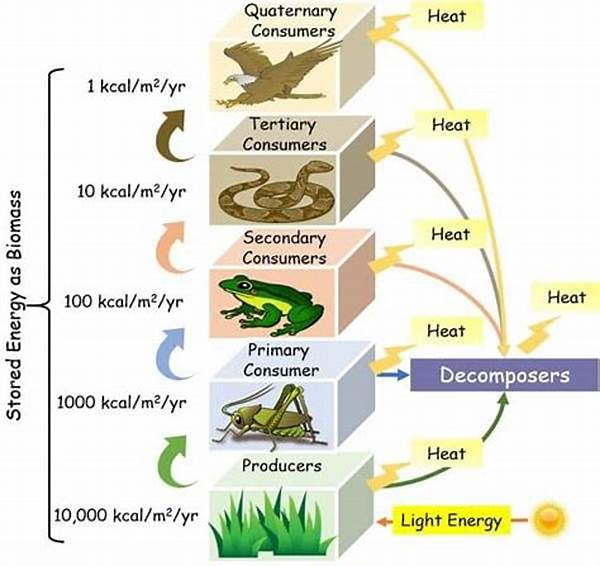 Quaternary
Consumers
Heat
1 kcal/m²/yr
Tertiary
Consumers
Heat
10 kcal/m²/yr
Secondary
Consumers
Heat
100 kcal/m²/yr
Heat
Primary
Consumer
Heat
Decomposers
1000 kcal/m²/yr
Producers
Heat
10,000 kcal/m²/yr
Light Energy
Stored Energy as Biomass